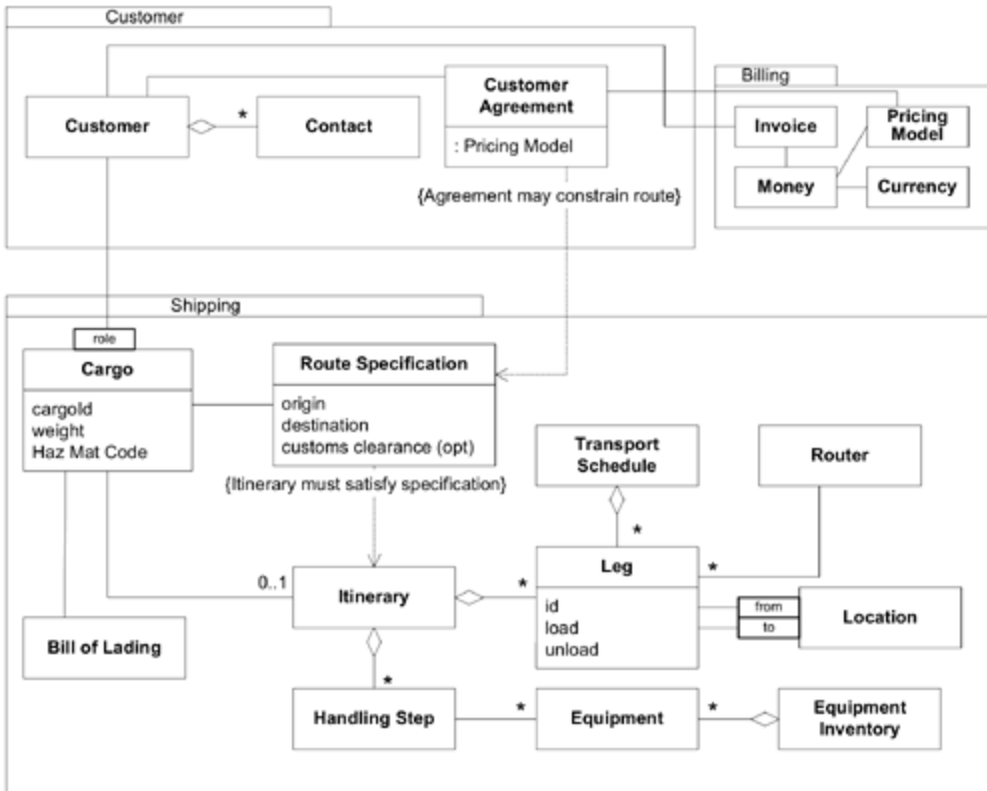 Customer
Customer
*
Contact
Customer
Agreement
: Pricing Model
{Agreement may constrain route}
Billing
Invoice
Pricing
Model
Money
Currency
Shipping
role
Cargo
cargoId
weight
Haz Mat Code
Route Specification
origin
destination
customs clearance (opt)
{Itinerary must satisfy specification}
Transport
Schedule
*
Router
0..1
Itinerary
*
Leg
id
load
unload
*
from
to
Location
Bill of Lading
*
Handling Step
*
Equipment
*
Equipment
Inventory